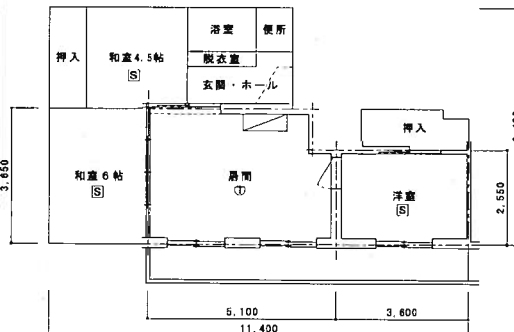 浴室 便所
押入 和室4.5帖
S
脱衣室
玄関・ホール
押入
3,650
和室6帖
S
居間
T
洋室
S
2,550
5,100 3,600
11,400